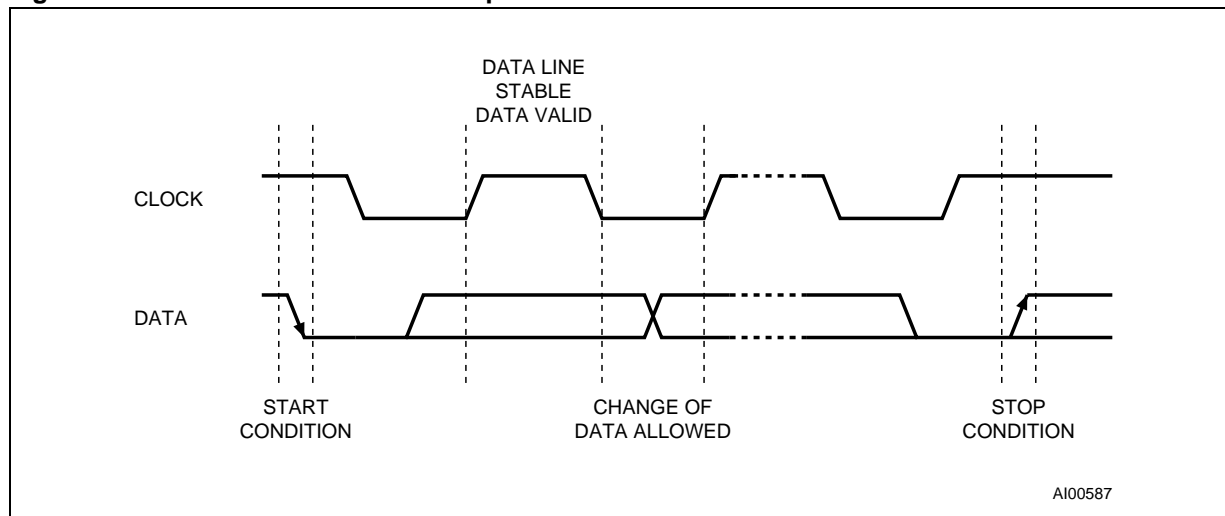 DATA LINE
STABLE
DATA VALID
CLOCK
DATA
START
CONDITION
CHANGE OF
DATA ALLOWED
STOP
CONDITION
AI00587